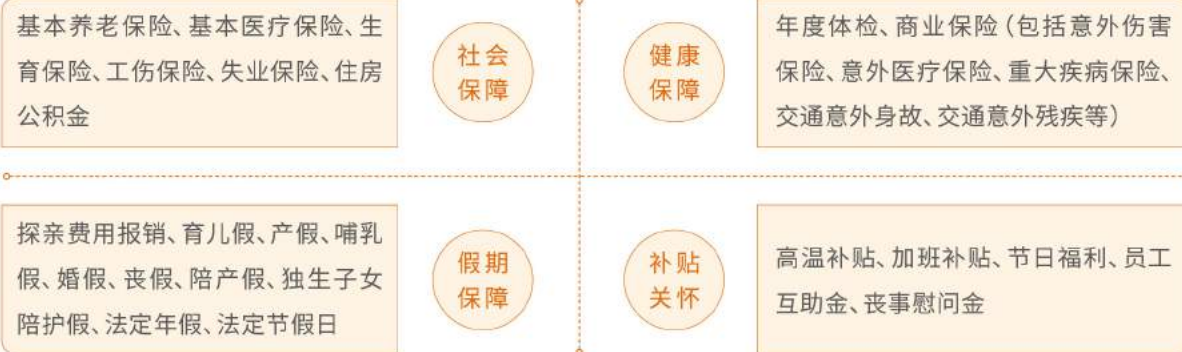 基本养老保险、基本医疗保险、生
育保险、工伤保险、失业保险、住房
公积金
社会
保障
健康
保障
年度体检、商业保险（包括意外伤害
保险、意外医疗保险、重大疾病保险、
交通意外身故、交通意外残疾等）
探亲费用报销、育儿假、产假、哺乳
假、婚假、丧假、陪产假、独生子女
陪护假、法定年假、法定节假日
假期
保障
补贴
关怀
高温补贴、加班补贴、节日福利、员工
互助金、丧事慰问金